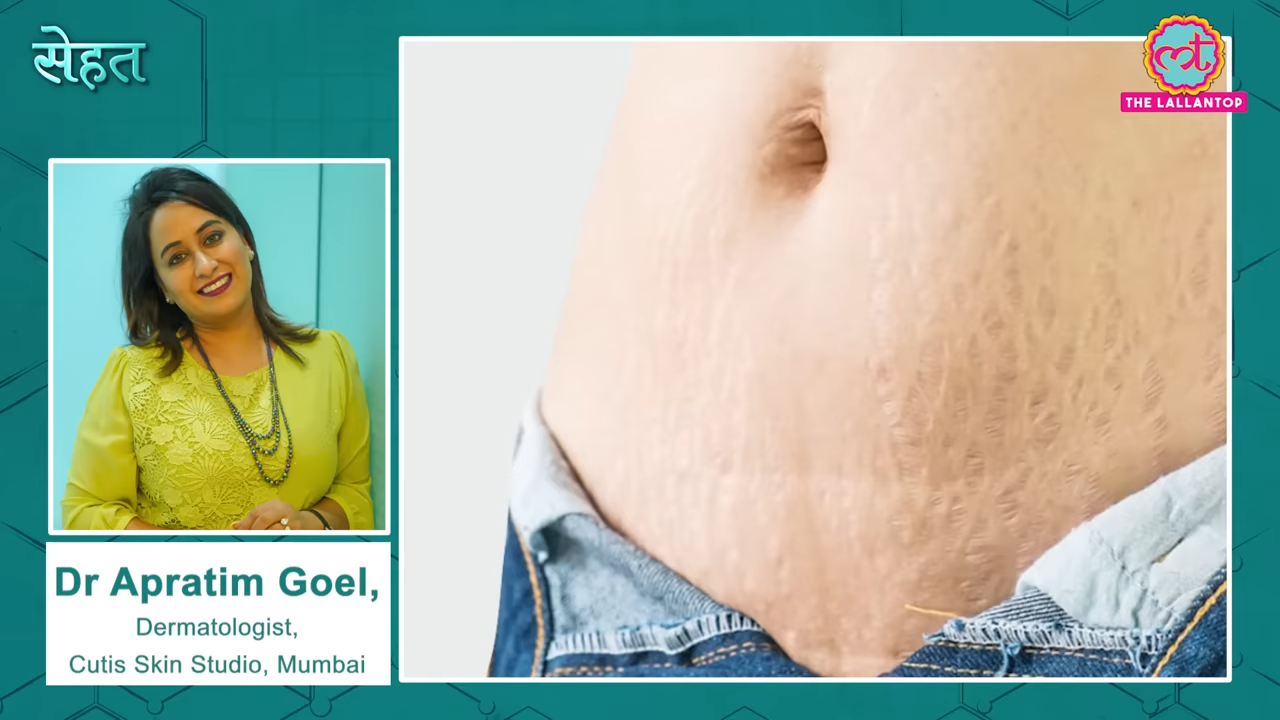 सेहत
THE LALLANTOP
Dr Apratim Goel,
Dermatologist,
Cutis Skin Studio, Mumbai